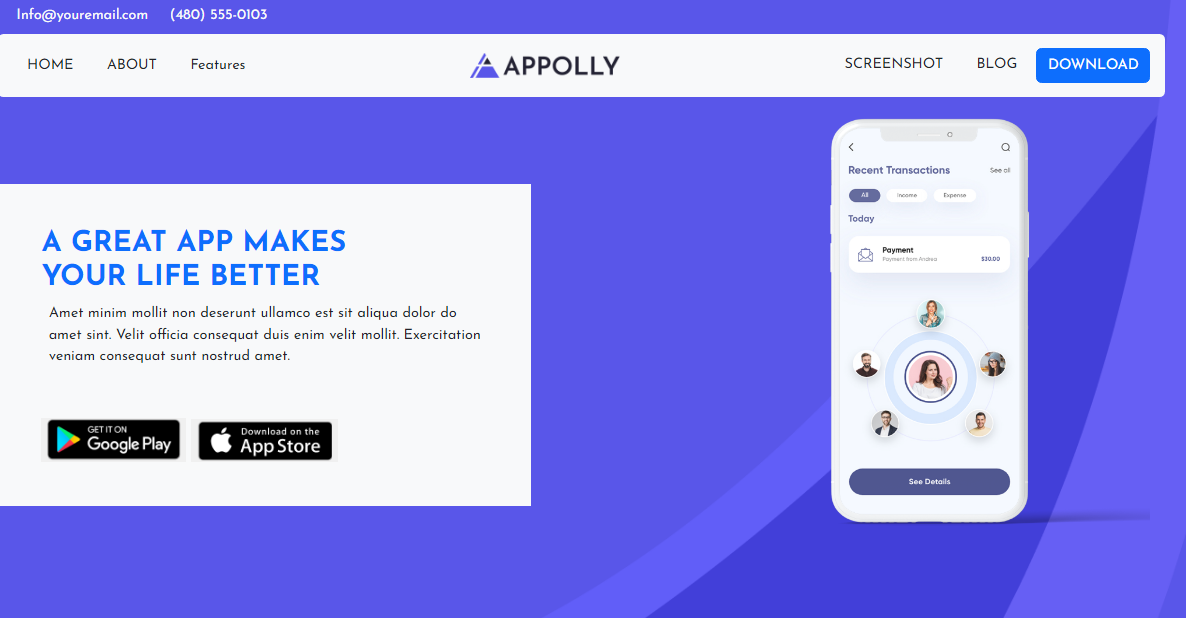 Info@youremail.com (480) 555-0103
HOME ABOUT Features APPOLLY SCREENSHOT BLOG DOWNLOAD
A GREAT APP MAKES
YOUR LIFE BETTER
Amet minim mollit non deserunt ullamco est sit aliqua dolor do
amet sint. Velit officia consequat duis enim velit mollit. Exercitation
veniam consequat sunt nostrud amet.
GET IT ON
Google Play
Download on the
App Store
Recent Transactions See all
All Income Expense
Today
Payment
Payment from Andrea $30.00
See Details